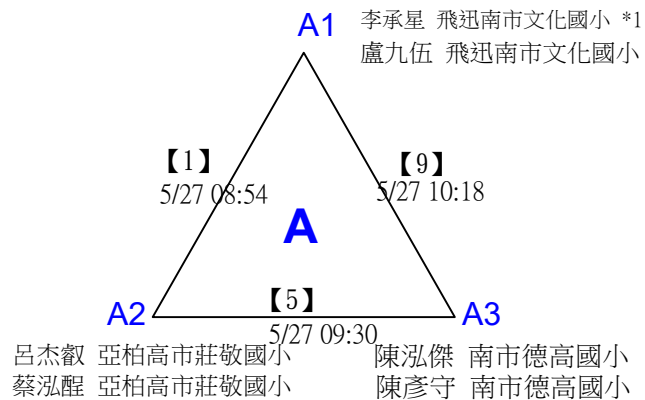 A1
李承星 飛迅南市文化國小 *1
盧九伍 飛迅南市文化國小
【1】
5/27 08:54
【9】
5/27 10:18
A
【5】
5/27 09:30
A2
A3
呂杰叡 亞柏高市莊敬國小
蔡泓酲 亞柏高市莊敬國小
陳泓傑 南市德高國小
陳彥守 南市德高國小